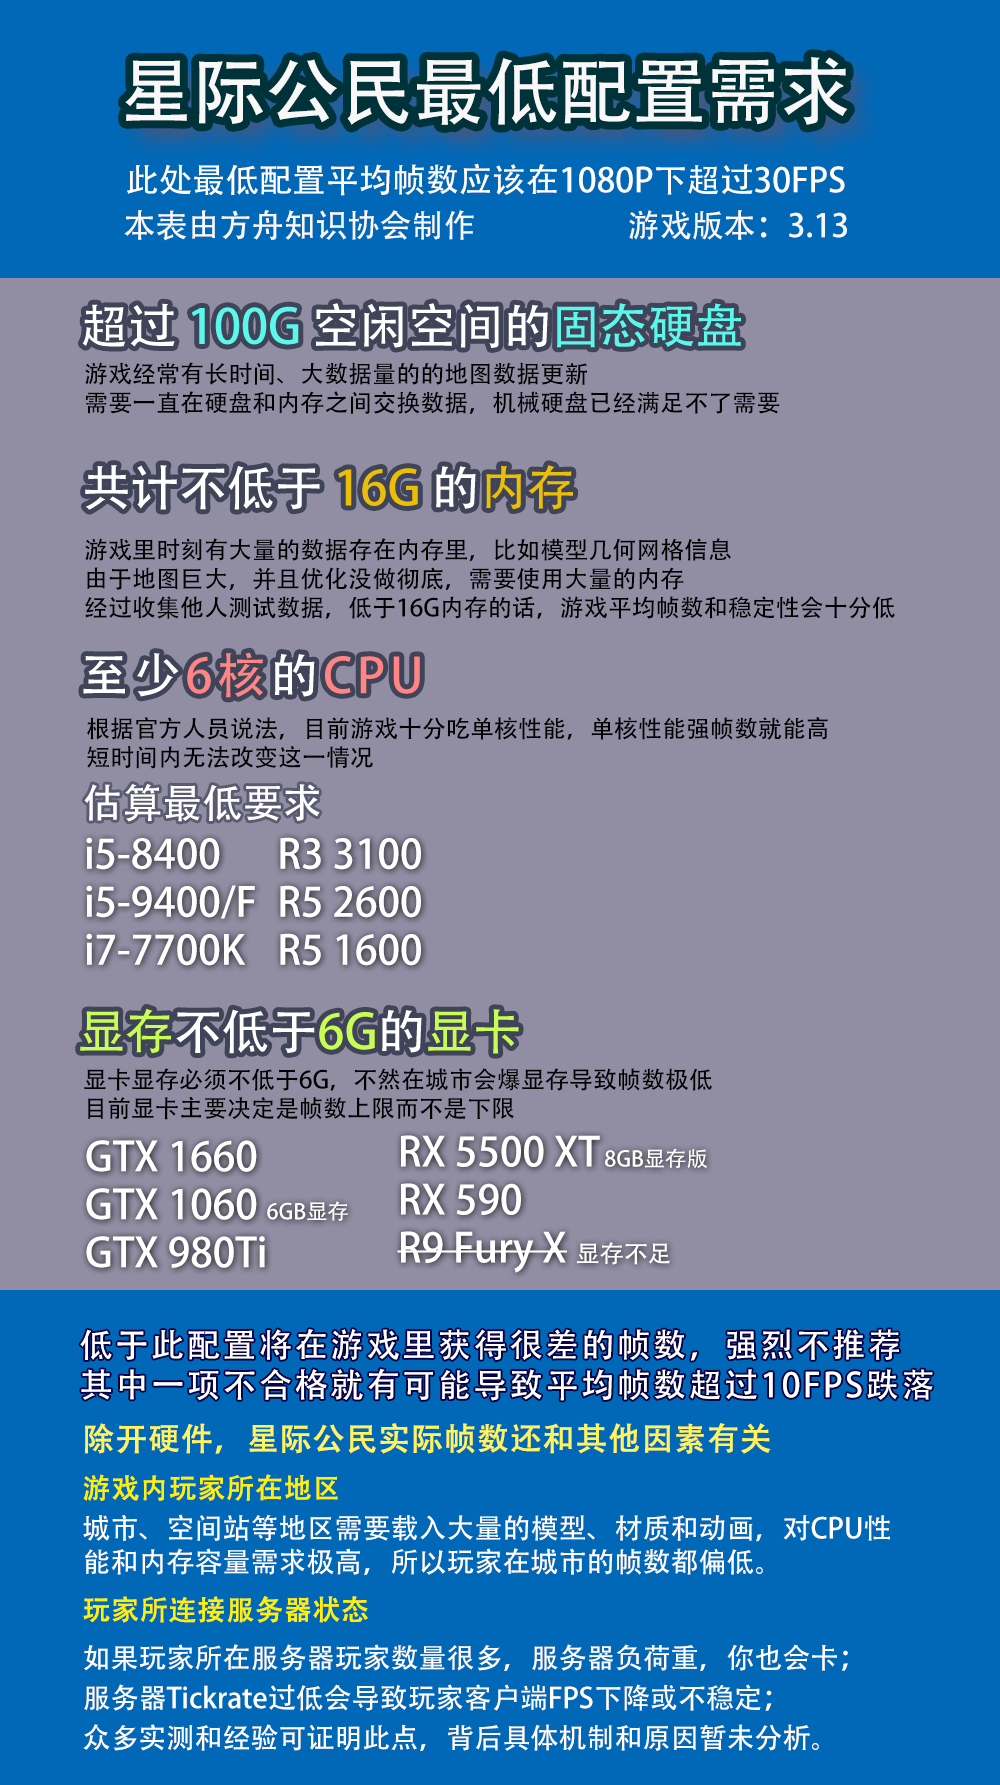 星际公民最低配置需求
此处最低配置平均帧数应该在1080P下超过30FPS
本表由方舟知识协会制作 游戏版本：3.13
超过 100G 空闲空间的固态硬盘
游戏经常有长时间、大数据量的的地图数据更新
需要一直在硬盘和内存之间交换数据，机械硬盘已经满足不了需要
共计不低于 16G 的内存
游戏里时刻有大量的数据存在内存里，比如模型几何网格信息
由于地图巨大，并且优化没做彻底，需要使用大量的内存
经过收集他人测试数据，低于16G内存的话，游戏平均帧数和稳定性会十分低
至少6核的CPU
根据官方人员说法，目前游戏十分吃单核性能，单核性能强帧数就能高
短时间内无法改变这一情况
估算最低要求
i5-8400 R3 3100
i5-9400/F R5 2600
i7-7700K R5 1600
显存不低于6G的显卡
显卡显存必须不低于6G，不然在城市会爆显存导致帧数极低
目前显卡主要决定是帧数上限而不是下限
GTX 1660 RX 5500 XT 8GB显存版
GTX 1060 6GB显存 RX 590
GTX 980Ti R9 Fury X 显存不足
低于此配置将在游戏里获得很差的帧数，强烈不推荐
其中一项不合格就有可能导致平均帧数超过10FPS跌落
除开硬件，星际公民实际帧数还和其他因素有关
游戏内玩家所在地区
城市、空间站等地区需要载入大量的模型、材质和动画，对CPU性
能和内存容量需求极高，所以玩家在城市的帧数都偏低。
玩家所连接服务器状态
如果玩家所在服务器玩家数量很多，服务器负荷重，你也会卡；
服务器Tickrate过低会导致玩家客户端FPS下降或不稳定；
众多实测和经验可证明此点，背后具体机制和原因暂未分析。